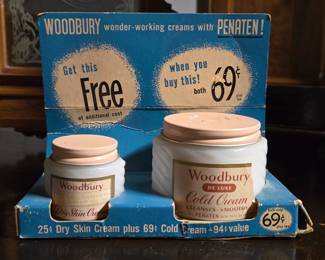 WOODBURY wonder-working creams with PENATEN!
Get this
Free
at additional cost
when you
buy this!
both 69¢
Woodbury
Dry Skin Cream
Woodbury
DE LUXE
Cold Cream
CLEANSES · SMOOTHS
PENATEN
69¢
25¢ Dry Skin Cream plus 69¢ Cold Cream - 94¢ value